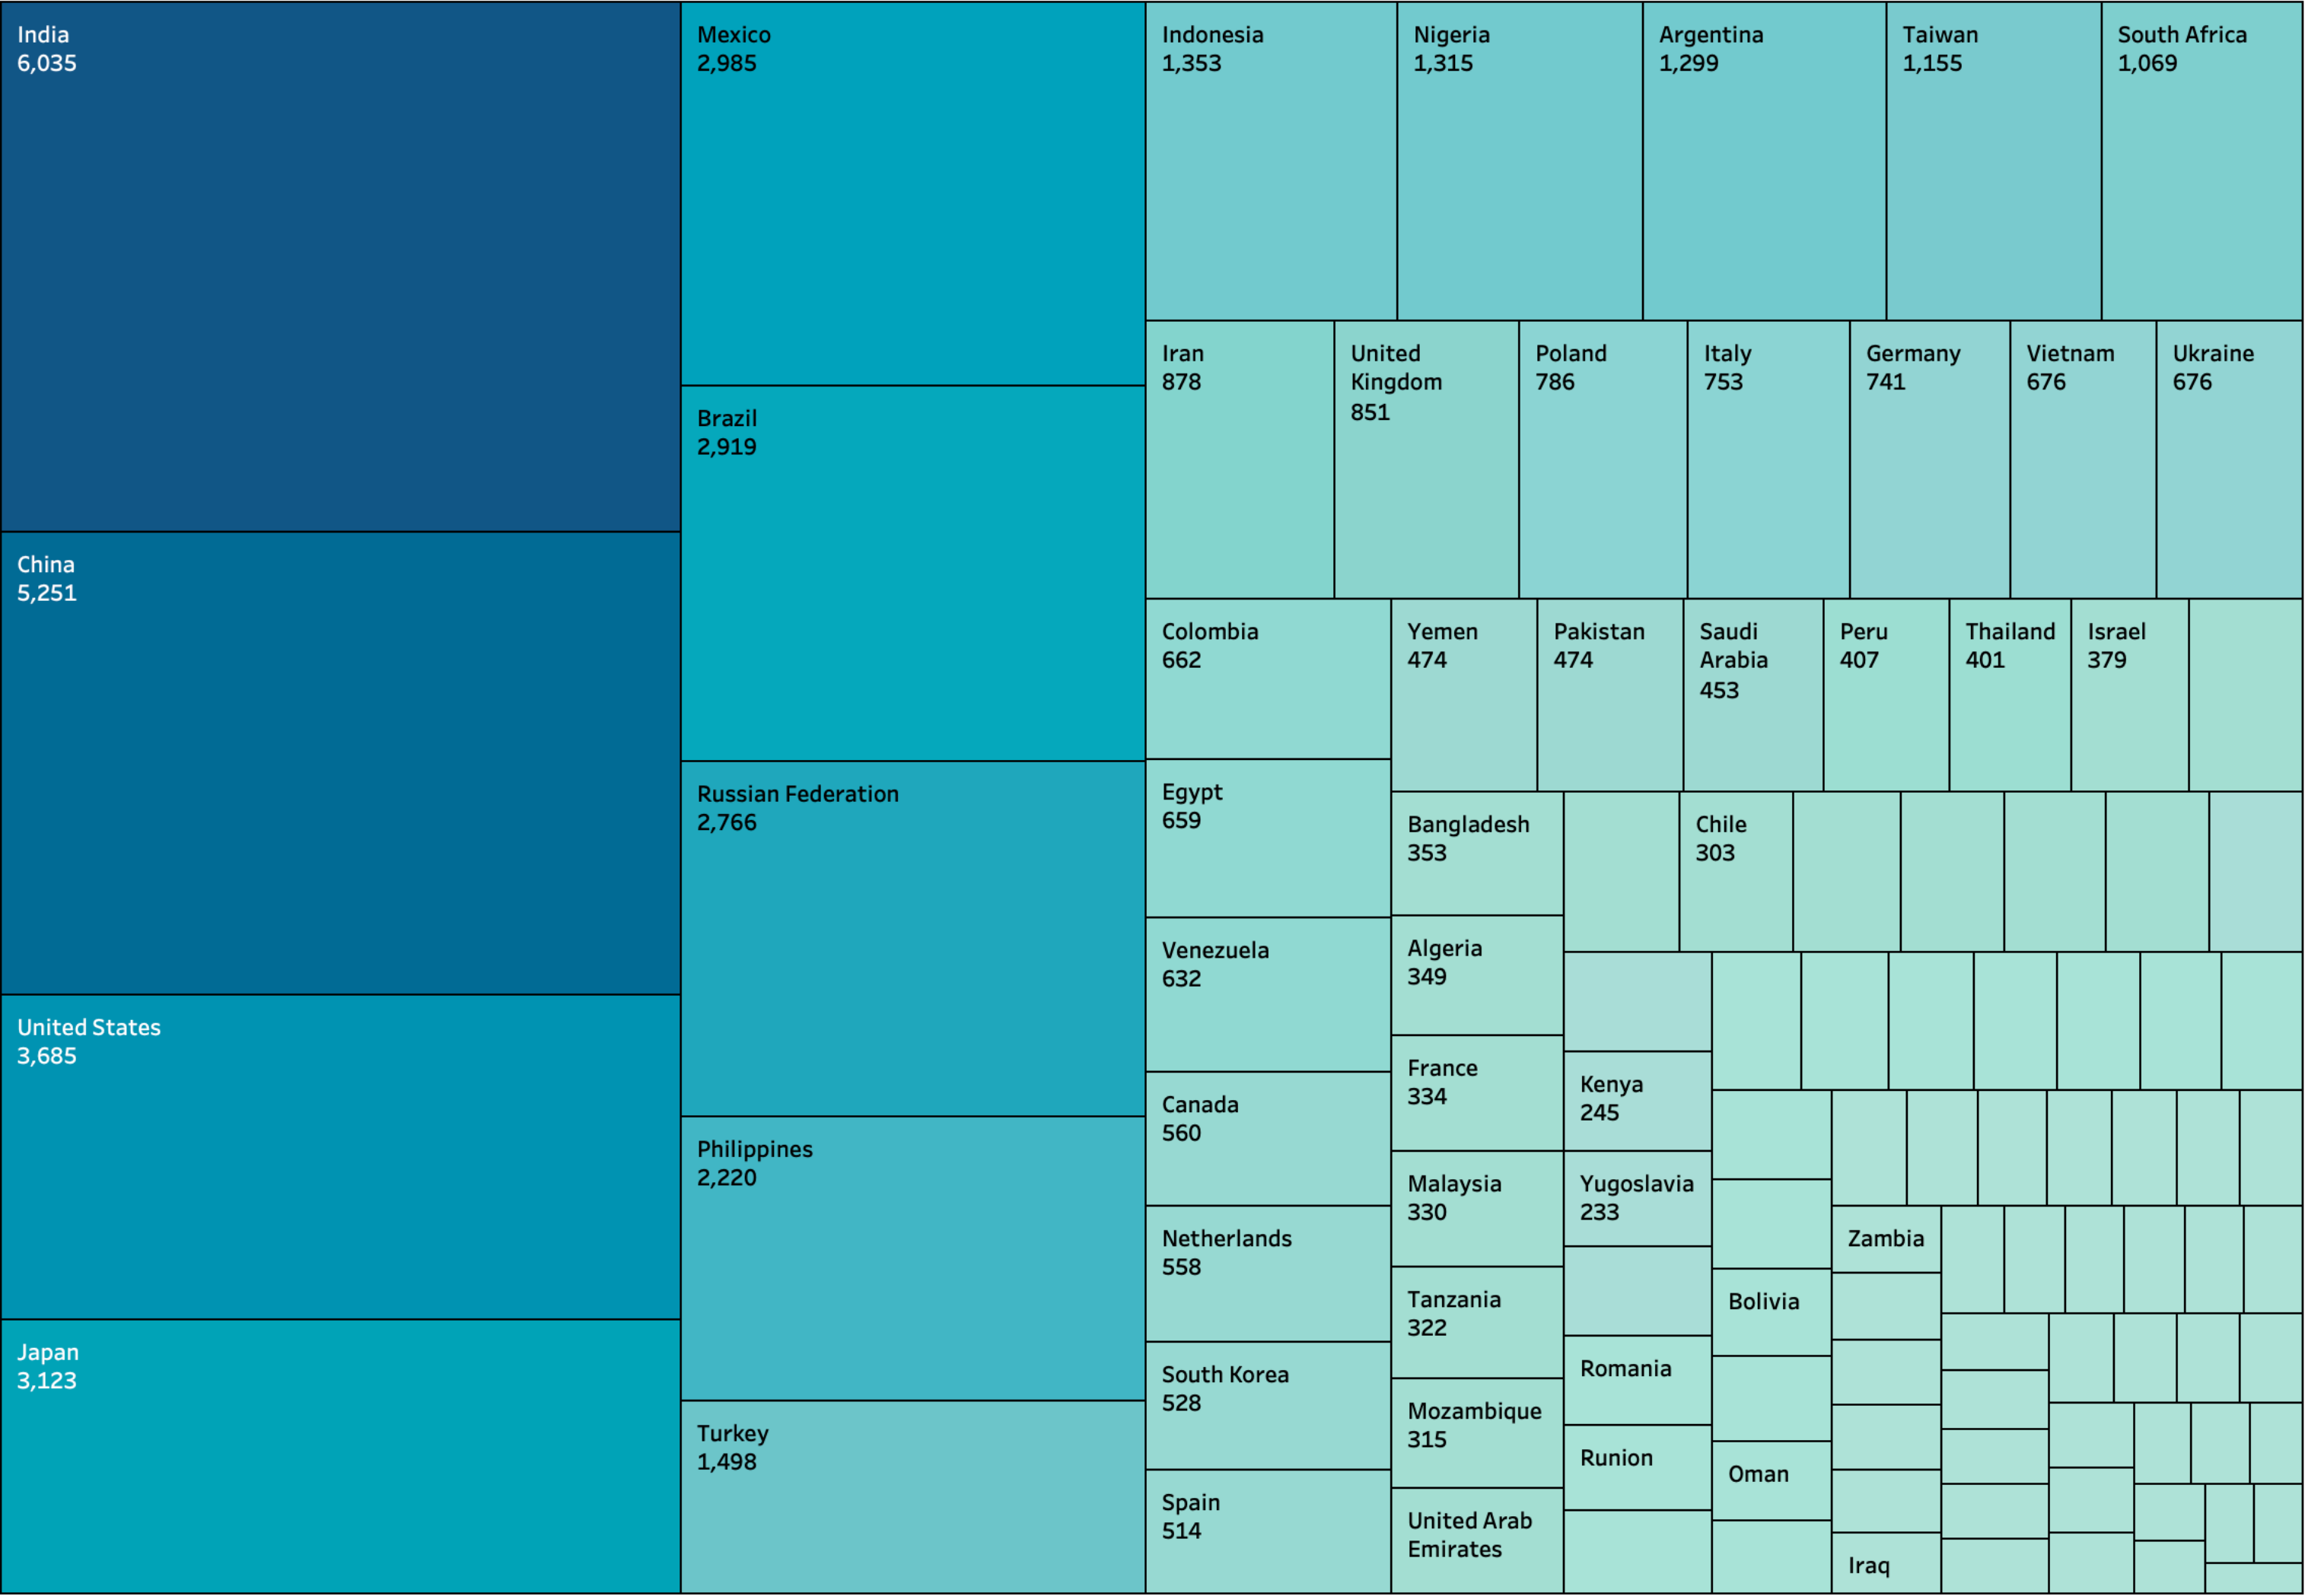 India
6,035
China
5,251
United States
3,685
Japan
3,123
Mexico
2,985
Brazil
2,919
Russian Federation
2,766
Philippines
2,220
Turkey
1,498
Indonesia
1,353
Nigeria
1,315
Argentina
1,299
Taiwan
1,155
South Africa
1,069
Iran
878
United
Kingdom
851
Poland
786
Italy
753
Germany
741
Vietnam
676
Ukraine
676
Colombia
662
Egypt
659
Venezuela
632
Canada
560
Netherlands
558
South Korea
528
Spain
514
Yemen
474
Pakistan
474
Saudi
Arabia
453
Peru
407
Thailand
401
Israel
379
Bangladesh
353
Algeria
349
France
334
Malaysia
330
Tanzania
322
Mozambique
315
United Arab
Emirates
Chile
303
Kenya
245
Yugoslavia
233
Romania
Runion
Bolivia
Oman
Zambia
Iraq